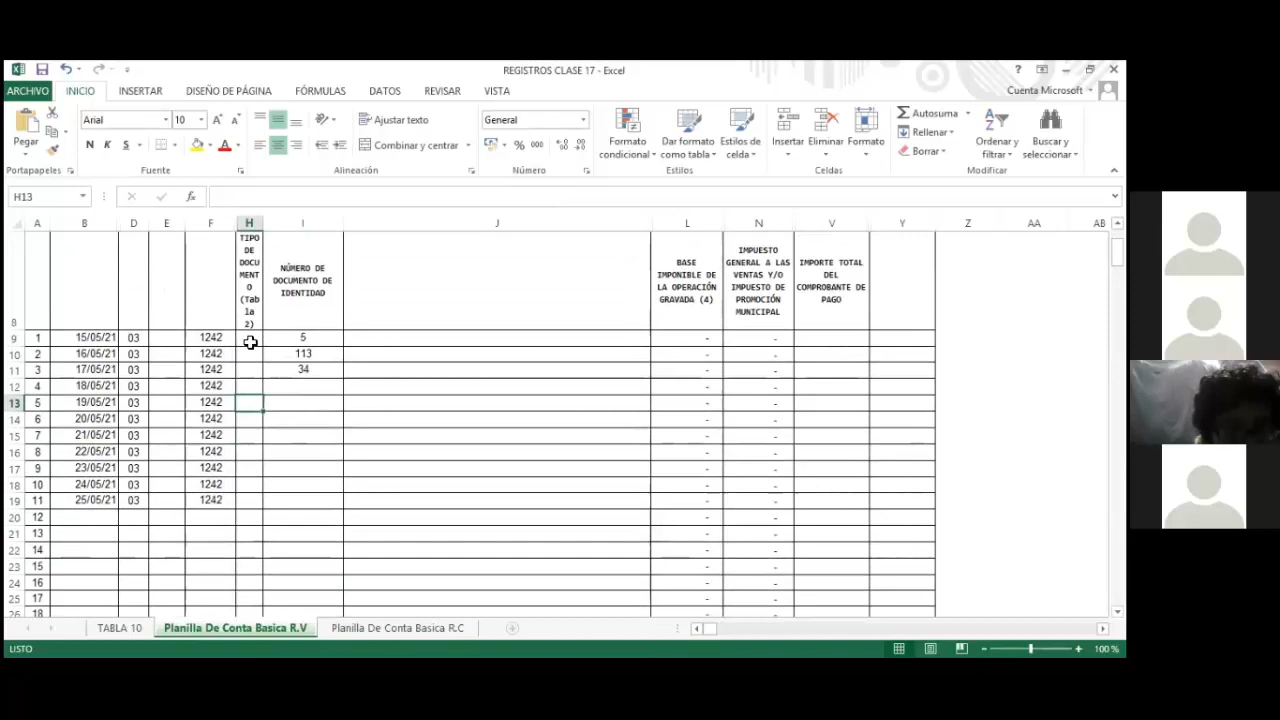 REGISTROS CLASE 17 - Excel
?
ARCHIVO INICIO INSERTAR DISEÑO DE PÁGINA FÓRMULAS DATOS REVISAR VISTA Cuenta Microsoft
Pegar
Arial 10
N K S
Ajustar texto
Combinar y centrar
General
% 000
Formato condicional
Dar formato como tabla
Estilos de celda
Insertar Eliminar Formato
Autosuma
Rellenar
Borrar
Ordenar y filtrar
Buscar y seleccionar
Portapapeles Fuente Alineación Número Estilos Celdas Modificar
H13
A B D E F H I J L N V Y Z AA AB
8
TIPO
DE
DOCU
MENT
O
(Tab
la
2)
NÚMERO DE
DOCUMENTO DE
IDENTIDAD
BASE
IMPONIBLE DE
LA OPERACIÓN
GRAVADA (4)
IMPUESTO
GENERAL A LAS
VENTAS Y/O
IMPUESTO DE
PROMOCIÓN
MUNICIPAL
IMPORTE TOTAL
DEL
COMPROBANTE DE
PAGO
9 1 15/05/21 03 1242 5 - -
10 2 16/05/21 03 1242 113 - -
11 3 17/05/21 03 1242 34 - -
12 4 18/05/21 03 1242 - -
13 5 19/05/21 03 1242 - -
14 6 20/05/21 03 1242 - -
15 7 21/05/21 03 1242 - -
16 8 22/05/21 03 1242 - -
17 9 23/05/21 03 1242 - -
18 10 24/05/21 03 1242 - -
19 11 25/05/21 03 1242 - -
20 12 - -
21 13 - -
22 14 - -
23 15 - -
24 16 - -
25 17 - -
26 18 - -
TABLA 10 Planilla De Conta Basica R.V Planilla De Conta Basica R.C
LISTO 100 %